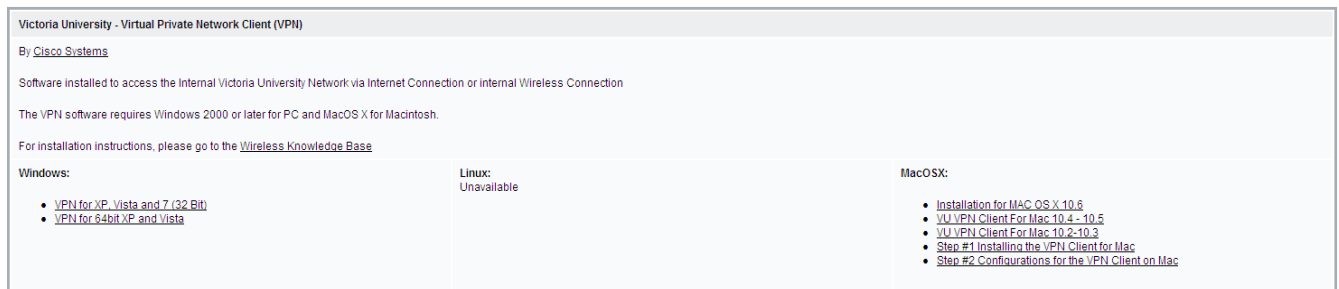 Victoria University - Virtual Private Network Client (VPN)
By Cisco Systems
Software installed to access the Internal Victoria University Network via Internet Connection or internal Wireless Connection
The VPN software requires Windows 2000 or later for PC and MacOS X for Macintosh.
For installation instructions, please go to the Wireless Knowledge Base
Windows:
VPN for XP, Vista and 7 (32 Bit)
VPN for 64bit XP and Vista
Linux:
Unavailable
MacOSX:
Installation for MAC OS X 10.6
VU VPN Client For Mac 10.4 - 10.5
VU VPN Client For Mac 10.2-10.3
Step #1 Installing the VPN Client for Mac
Step #2 Configurations for the VPN Client on Mac